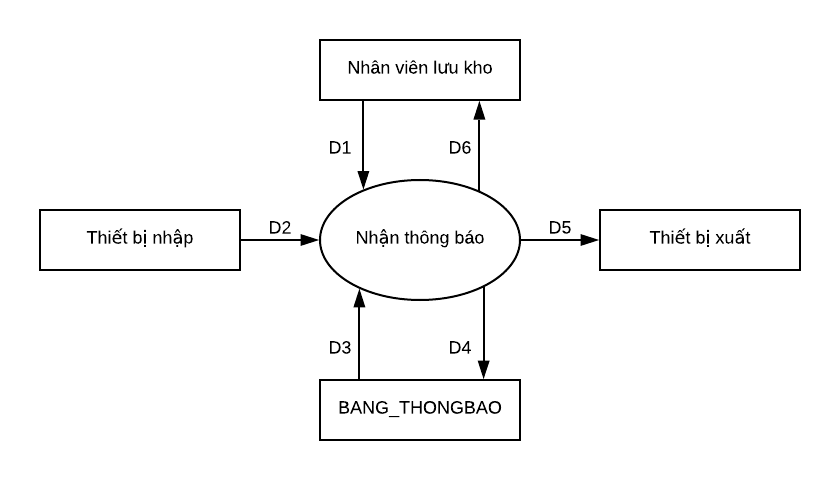 Nhân viên lưu kho
D1
D6
Thiết bị nhập
D2
Nhận thông báo
D5
Thiết bị xuất
D3
D4
BANG_THONGBAO